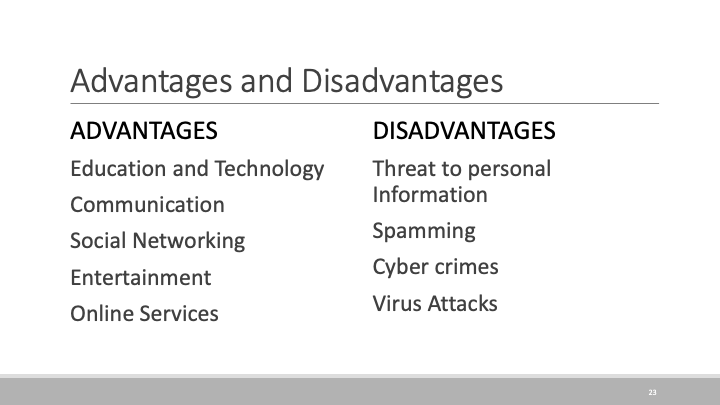 Advantages and Disadvantages
ADVANTAGES
Education and Technology
Communication
Social Networking
Entertainment
Online Services
DISADVANTAGES
Threat to personal
Information
Spamming
Cyber crimes
Virus Attacks
23